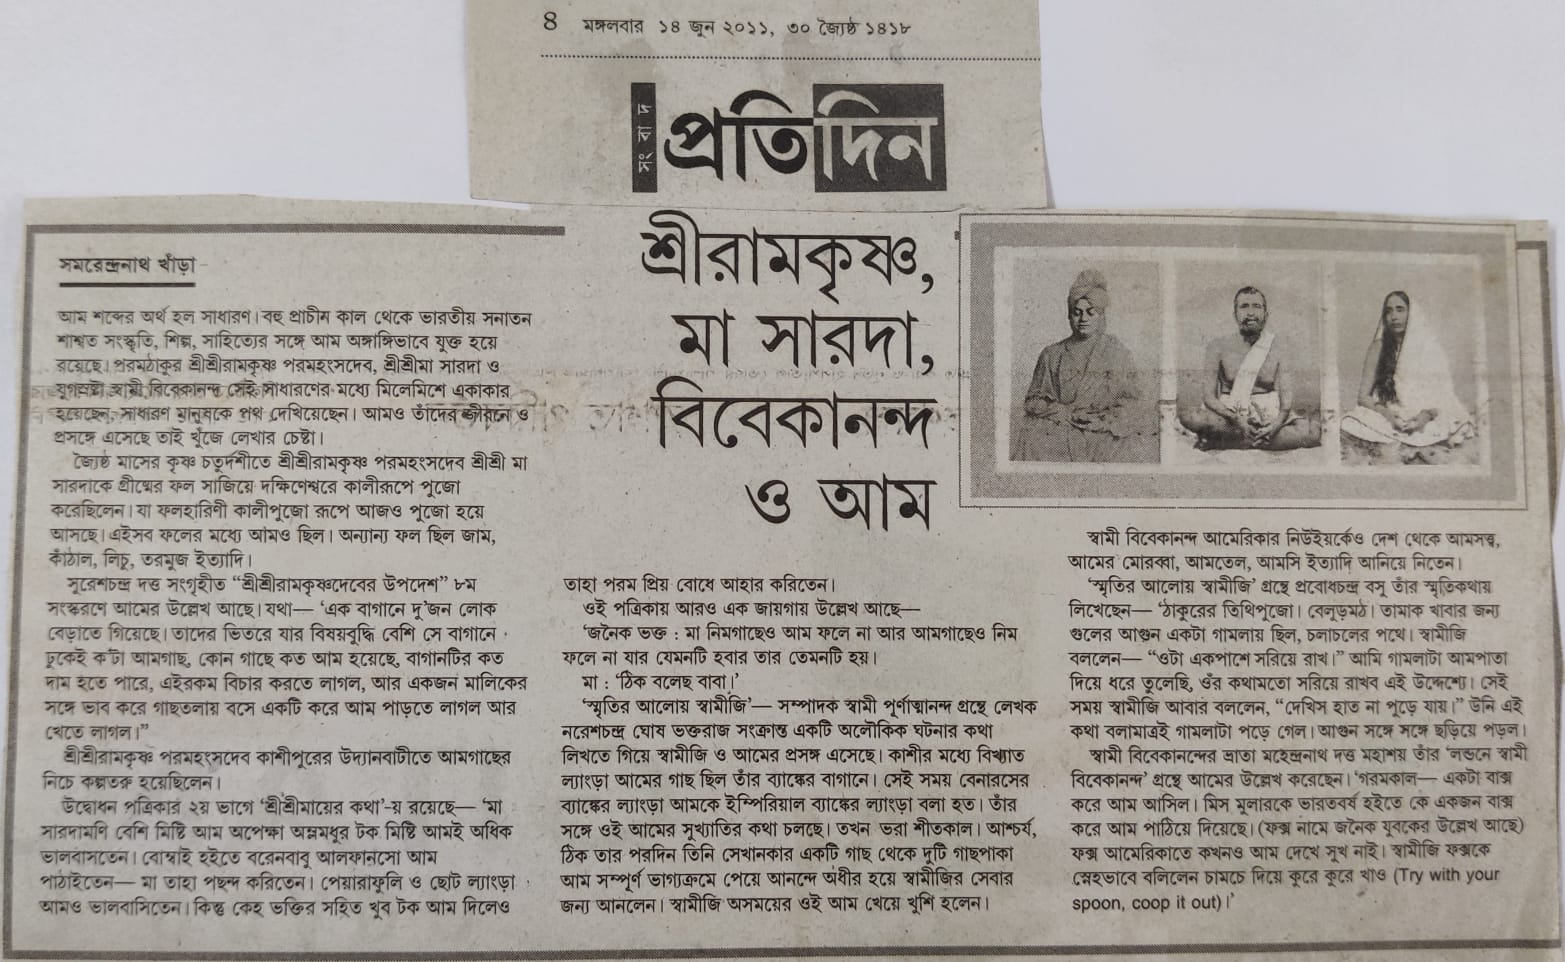 8 মঙ্গলবার ১৪ জুন ২০১১, ৩০ জ্যৈষ্ঠ ১৪১৮
সংবাদ প্রতিদিন
শ্রীরামকৃষ্ণ,
মা সারদা,
বিবেকানন্দ
ও আম
সমরেন্দ্রনাথ খাঁড়া
আম শব্দের অর্থ হল সাধারণ। বহু প্রাচীন কাল থেকে ভারতীয় সনাতন
শাশ্বত সংস্কৃতি, শিল্প, সাহিত্যের সঙ্গে আম অঙ্গাঙ্গিভাবে যুক্ত হয়ে
রয়েছে। পরমঠাকুর শ্রীশ্রীরামকৃষ্ণ পরমহংসদেব, শ্রীশ্রীমা সারদা ও
যুগস্রষ্টা স্বামী বিবেকানন্দ সেই সাধারণের মধ্যে মিলেমিশে একাকার
হয়েছেন, সাধারণ মানুষকে পথ দেখিয়েছেন। আমও তাঁদের জীবনে ও
প্রসঙ্গে এসেছে তাই খুঁজে লেখার চেষ্টা।
জ্যৈষ্ঠ মাসের কৃষ্ণ চতুর্দশীতে শ্রীশ্রীরামকৃষ্ণ পরমহংসদেব শ্রীশ্রী মা
সারদাকে গ্রীষ্মের ফল সাজিয়ে দক্ষিণেশ্বরে কালীরূপে পুজো
করেছিলেন। যা ফলহারিণী কালীপুজো রূপে আজও পুজো হয়ে
আসছে। এইসব ফলের মধ্যে আমও ছিল। অন্যান্য ফল ছিল জাম,
কাঁঠাল, লিচু, তরমুজ ইত্যাদি।
সুরেশচন্দ্র দত্ত সংগৃহীত “শ্রীশ্রীরামকৃষ্ণদেবের উপদেশ” ৮ম
সংস্করণে আমের উল্লেখ আছে। যথা— ‘এক বাগানে দু’জন লোক
বেড়াতে গিয়েছে। তাদের ভিতরে যার বিষয়বুদ্ধি বেশি সে বাগানে
ঢুকেই ক’টা আমগাছ, কোন গাছে কত আম হয়েছে, বাগানটির কত
দাম হতে পারে, এইরকম বিচার করতে লাগল, আর একজন মালিকের
সঙ্গে ভাব করে গাছতলায় বসে একটি করে আম পাড়তে লাগল আর
খেতে লাগল।”
শ্রীশ্রীরামকৃষ্ণ পরমহংসদেব কাশীপুরের উদ্যানবাটীতে আমগাছের
নিচে কল্পতরু হয়েছিলেন।
উদ্বোধন পত্রিকার ২য় ভাগে ‘শ্রীশ্রীমায়ের কথা’-য় রয়েছে— ‘মা
সারদামণি বেশি মিষ্টি আম অপেক্ষা অম্লমধুর টক মিষ্টি আমই অধিক
ভালবাসতেন। বোম্বাই হইতে বরেনবাবু আলফানসো আম
পাঠাইতেন— মা তাহা পছন্দ করিতেন। পেয়ারাফুলি ও ছোট ল্যাংড়া
আমও ভালবাসিতেন। কিন্তু কেহ ভক্তির সহিত খুব টক আম দিলেও
তাহা পরম প্রিয় বোধে আহার করিতেন।
ওই পত্রিকায় আরও এক জায়গায় উল্লেখ আছে—
‘জনৈক ভক্ত : মা নিমগাছেও আম ফলে না আর আমগাছেও নিম
ফলে না যার যেমনটি হবার তার তেমনটি হয়।
মা : ‘ঠিক বলেছ বাবা।’
‘স্মৃতির আলোয় স্বামীজি’— সম্পাদক স্বামী পূর্ণাত্মানন্দ গ্রন্থে লেখক
নরেশচন্দ্র ঘোষ ভক্তরাজ সংক্রান্ত একটি অলৌকিক ঘটনার কথা
লিখতে গিয়ে স্বামীজি ও আমের প্রসঙ্গ এসেছে। কাশীর মধ্যে বিখ্যাত
ল্যাংড়া আমের গাছ ছিল তাঁর ব্যাঙ্কের বাগানে। সেই সময় বেনারসের
ব্যাঙ্কের ল্যাংড়া আমকে ইম্পিরিয়াল ব্যাঙ্কের ল্যাংড়া বলা হত। তাঁর
সঙ্গে ওই আমের সুখ্যাতির কথা চলছে। তখন ভরা শীতকাল। আশ্চর্য,
ঠিক তার পরদিন তিনি সেখানকার একটি গাছ থেকে দুটি গাছপাকা
আম সম্পূর্ণ ভাগ্যক্রমে পেয়ে আনন্দে অধীর হয়ে স্বামীজির সেবার
জন্য আনলেন। স্বামীজি অসময়ের ওই আম খেয়ে খুশি হলেন।
স্বামী বিবেকানন্দ আমেরিকার নিউইয়র্কেও দেশ থেকে আমসত্ত্ব,
আমের মোরব্বা, আমতেল, আমসি ইত্যাদি আনিয়ে নিতেন।
‘স্মৃতির আলোয় স্বামীজি’ গ্রন্থে প্রবোধচন্দ্র বসু তাঁর স্মৃতিকথায়
লিখেছেন— ‘ঠাকুরের তিথিপুজো। বেলুড়মঠ। তামাক খাবার জন্য
গুলের আগুন একটা গামলায় ছিল, চলাচলের পথে। স্বামীজি
বললেন— “ওটা একপাশে সরিয়ে রাখ।” আমি গামলাটা আমপাতা
দিয়ে ধরে তুলেছি, ওঁর কথামতো সরিয়ে রাখব এই উদ্দেশ্যে। সেই
সময় স্বামীজি আবার বললেন, “দেখিস হাত না পুড়ে যায়।” উনি এই
কথা বলামাত্রই গামলাটা পড়ে গেল। আগুন সঙ্গে সঙ্গে ছড়িয়ে পড়ল।
স্বামী বিবেকানন্দের ভ্রাতা মহেন্দ্রনাথ দত্ত মহাশয় তাঁর ‘লন্ডনে স্বামী
বিবেকানন্দ’ গ্রন্থে আমের উল্লেখ করেছেন। ‘গরমকাল— একটা বাক্স
করে আম আসিল। মিস মুলারকে ভারতবর্ষ হইতে কে একজন বাক্স
করে আম পাঠিয়ে দিয়েছে। (ফক্স নামে জনৈক যুবকের উল্লেখ আছে)
ফক্স আমেরিকাতে কখনও আম দেখে সুখ নাই। স্বামীজি ফক্সকে
স্নেহভাবে বলিলেন চামচে দিয়ে কুরে কুরে খাও (Try with your
spoon, coop it out)।’